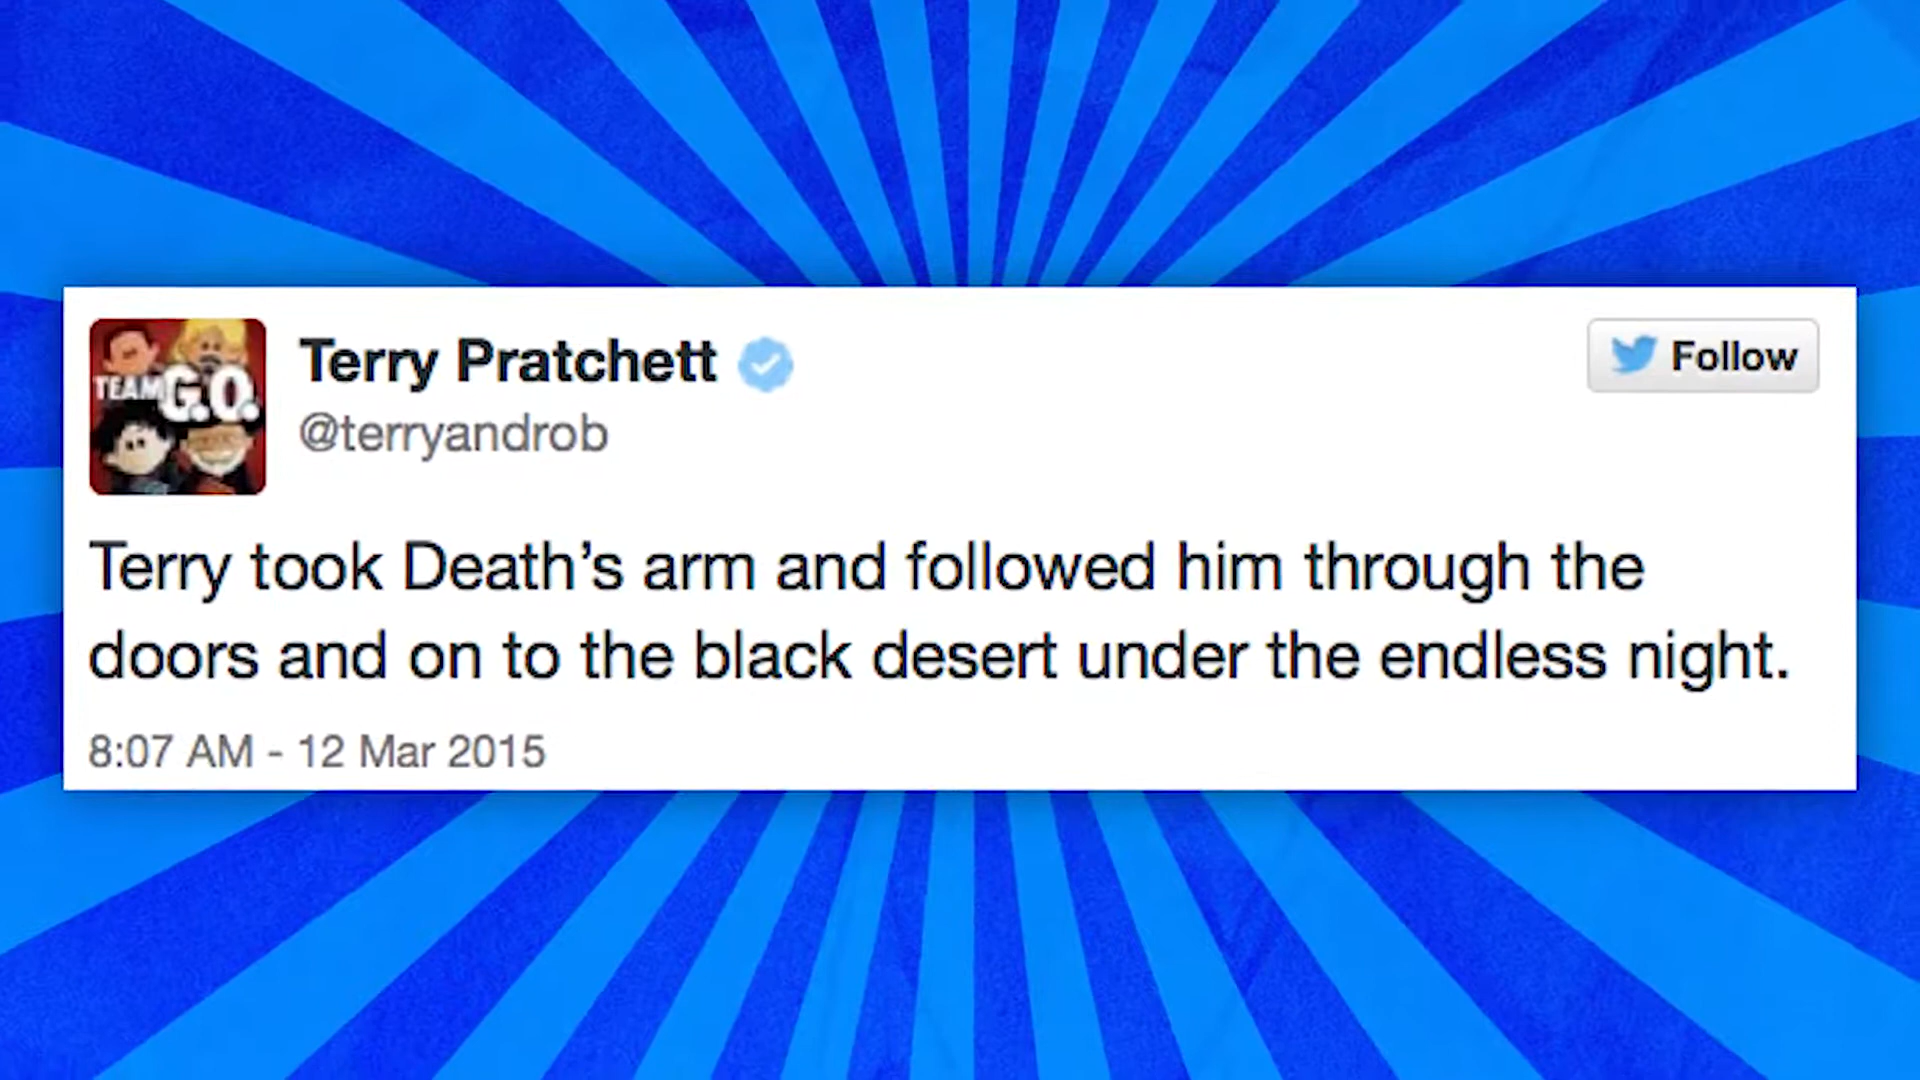 TEAM G.O.
Terry Pratchett
@terryandrob
Follow
Terry took Death’s arm and followed him through the
doors and on to the black desert under the endless night.
8:07 AM - 12 Mar 2015